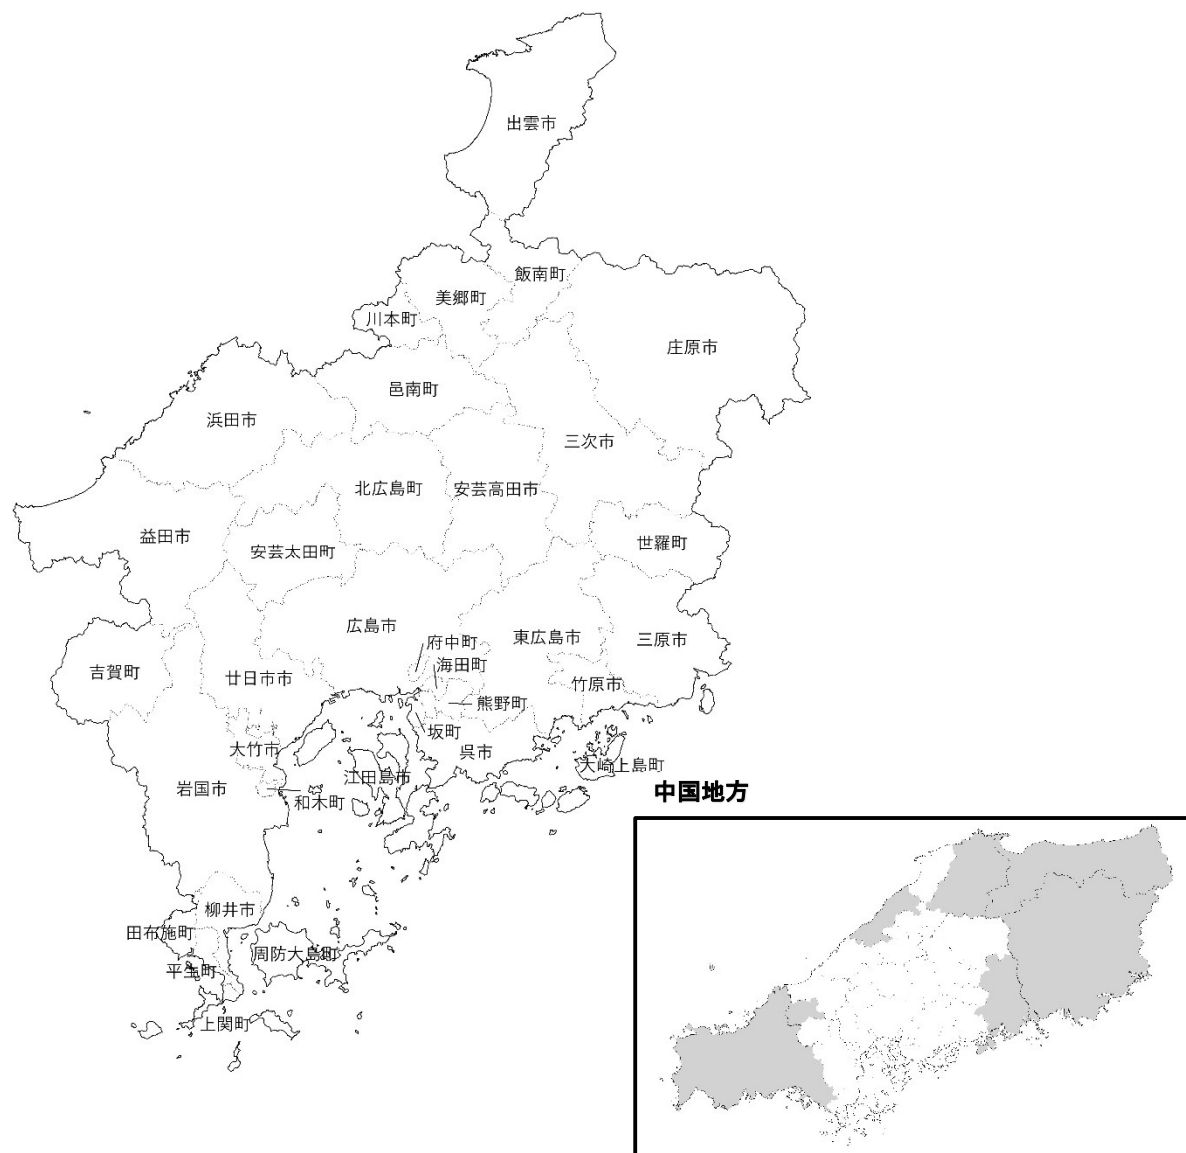 出雲市
飯南町
美郷町
川本町
庄原市
邑南町
浜田市
三次市
北広島町
安芸高田市
益田市
安芸太田町
世羅町
広島市
府中町
東広島市
三原市
海田町
吉賀町
廿日市市
竹原市
熊野町
坂町
大竹市
呉市
大崎上島町
江田島市
岩国市
和木町
中国地方
柳井市
田布施町
周防大島町
平生町
上関町